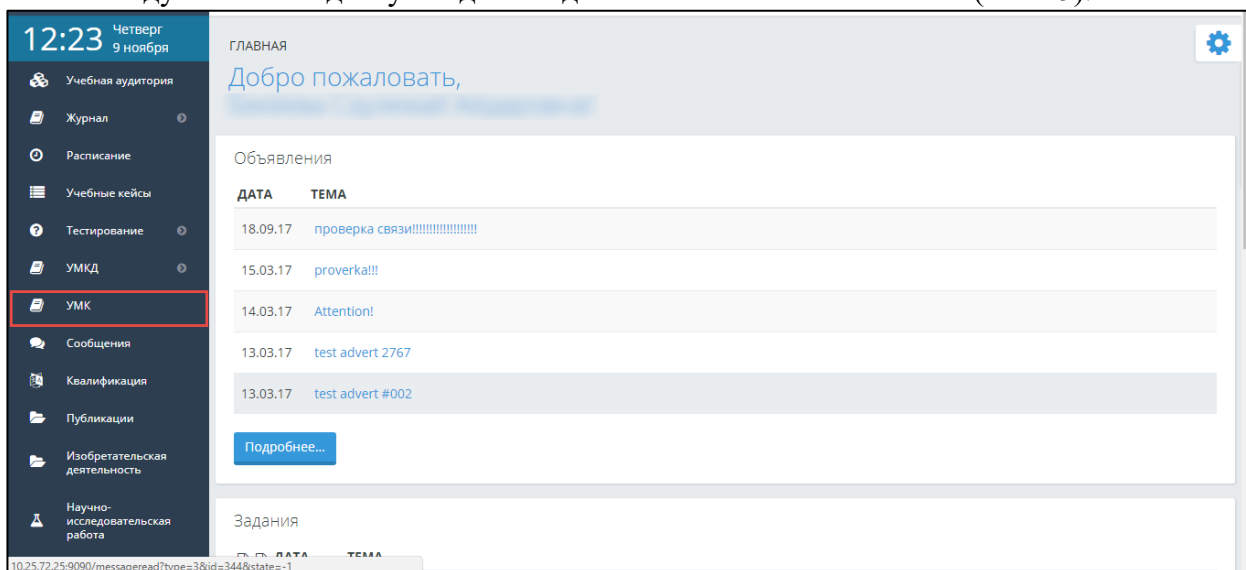 12:23 Четверг
9 ноября
Учебная аудитория
Журнал
Расписание
Учебные кейсы
Тестирование
УМКД
УМК
Сообщения
Квалификация
Публикации
Изобретательская
деятельность
Научно-
исследовательская
работа
ГЛАВНАЯ
Добро пожаловать,
Объявления
ДАТА ТЕМА
18.09.17 проверка связи!!!!!!!!!!!!!!!!!!!
15.03.17 proverka!!!
14.03.17 Attention!
13.03.17 test advert 2767
13.03.17 test advert #002
Подробнее...
Задания
ДАТА ТЕМА
10.25.72.25:9090/messageread?type=3&id=344&state=-1